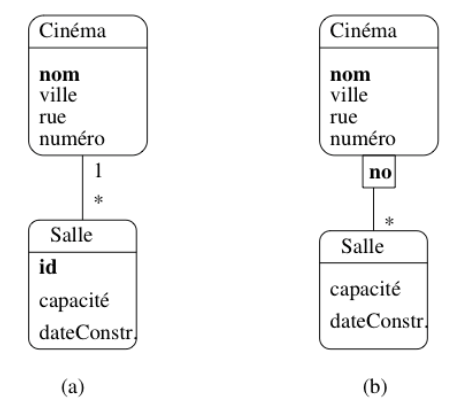 Cinéma
nom
ville
rue
numéro
1
*
Salle
id
capacité
dateConstr.
(a)
Cinéma
nom
ville
rue
numéro
no
*
Salle
capacité
dateConstr.
(b)